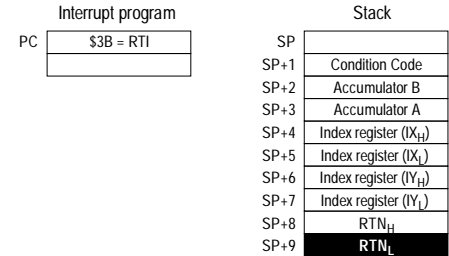 Interrupt program
PC $3B = RTI
Stack
SP
SP+1 Condition Code
SP+2 Accumulator B
SP+3 Accumulator A
SP+4 Index register (IXH)
SP+5 Index register (IXL)
SP+6 Index register (IYH)
SP+7 Index register (IYL)
SP+8 RTNH
SP+9 RTNL